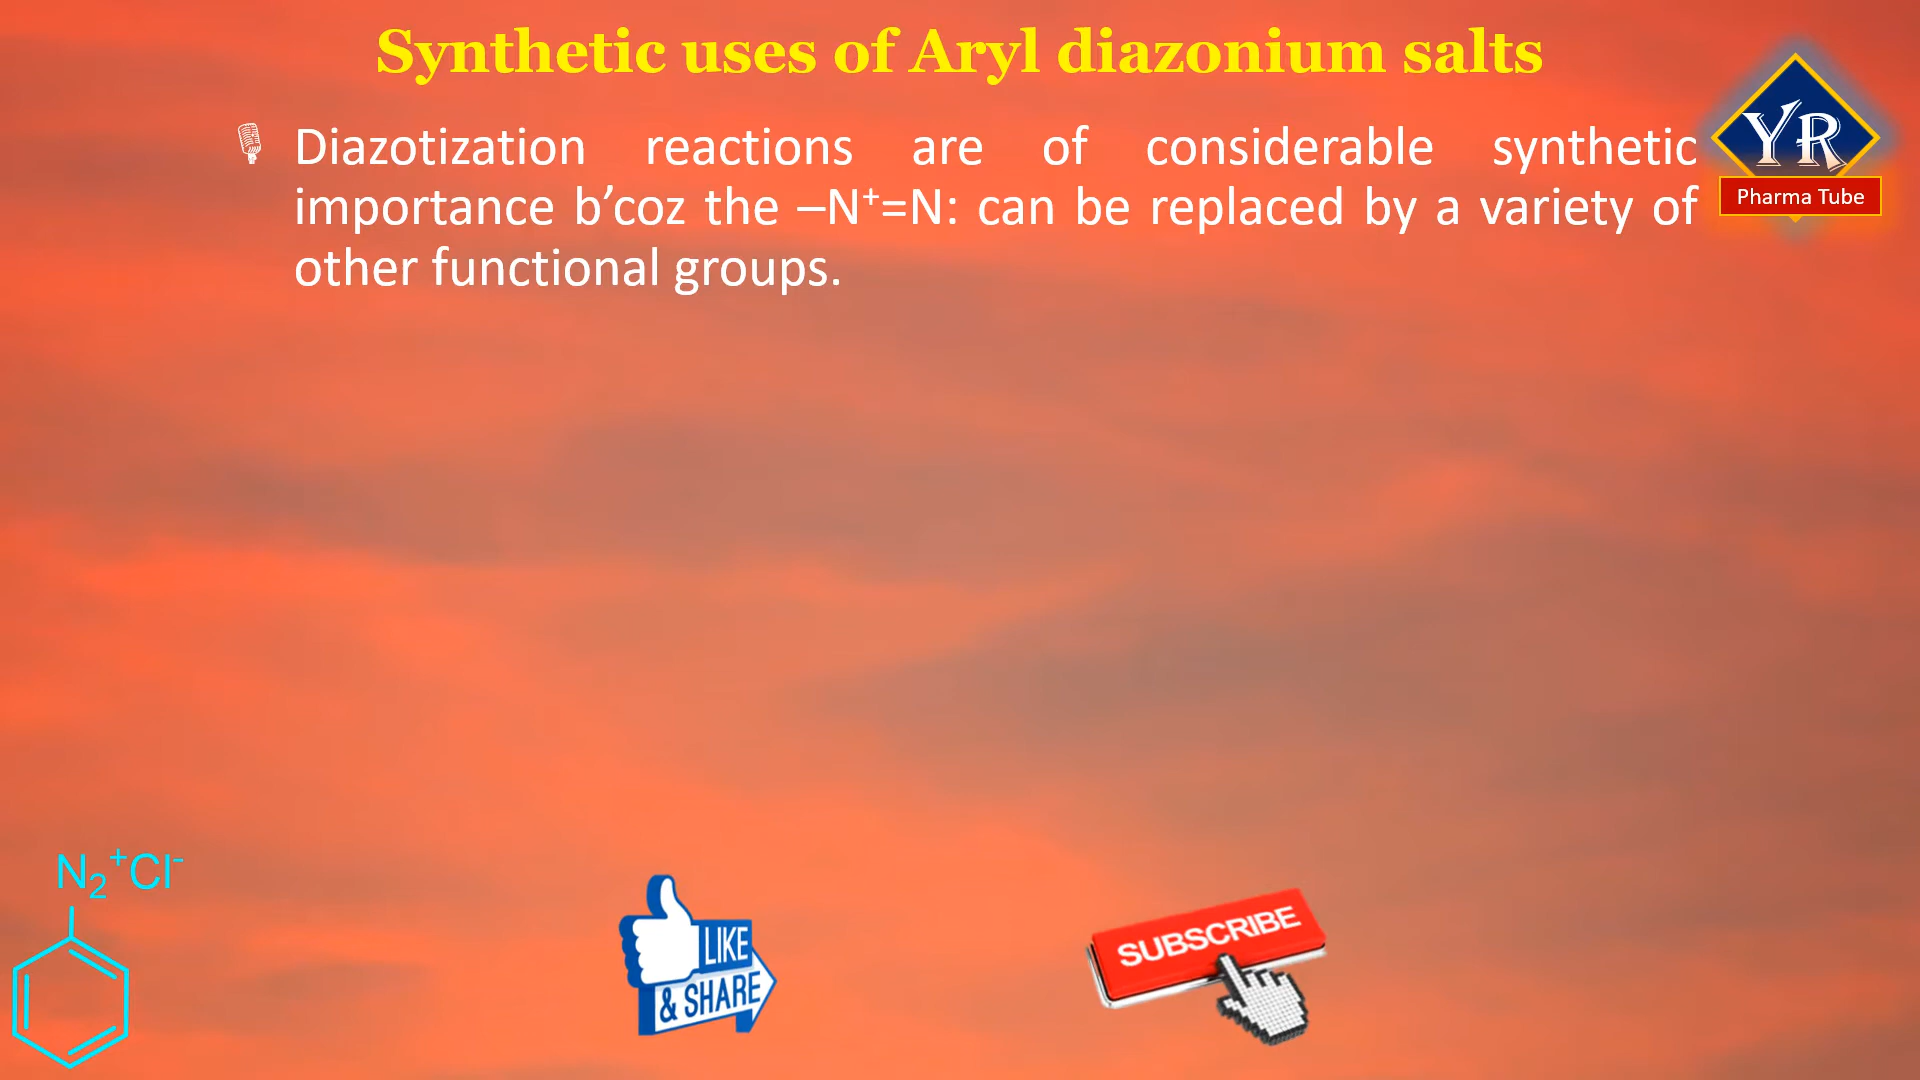 Synthetic uses of Aryl diazonium salts
Diazotization reactions are of considerable synthetic
importance b’coz the –N⁺=N: can be replaced by a variety of
other functional groups.
YR
Pharma Tube
N₂⁺Cl⁻
LIKE
& SHARE
SUBSCRIBE